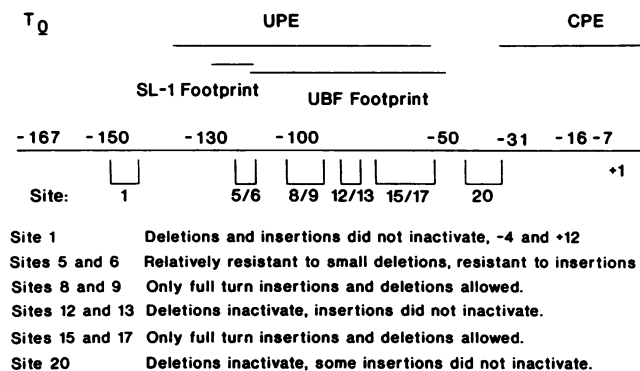 T₀ UPE CPE
SL-1 Footprint
UBF Footprint
-167 -150 -130 -100 -50 -31 -16 -7
+1
Site: 1 5/6 8/9 12/13 15/17 20
Site 1 Deletions and insertions did not inactivate, -4 and +12
Sites 5 and 6 Relatively resistant to small deletions, resistant to insertions
Sites 8 and 9 Only full turn insertions and deletions allowed.
Sites 12 and 13 Deletions inactivate, insertions did not inactivate.
Sites 15 and 17 Only full turn insertions and deletions allowed.
Site 20 Deletions inactivate, some insertions did not inactivate.